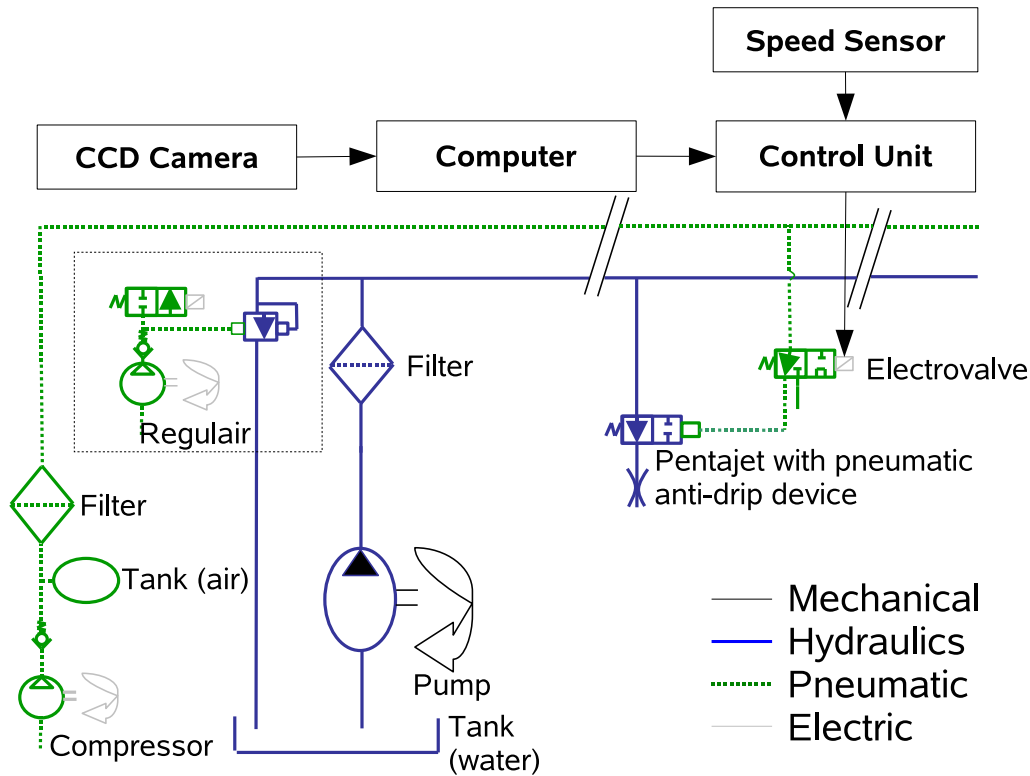 Speed Sensor
CCD Camera
Computer
Control Unit
Filter
Electrovalve
Regulair
Pentajet with pneumatic
anti-drip device
Filter
Tank (air)
Mechanical
Hydraulics
Pneumatic
Electric
Pump
Compressor
Tank
(water)